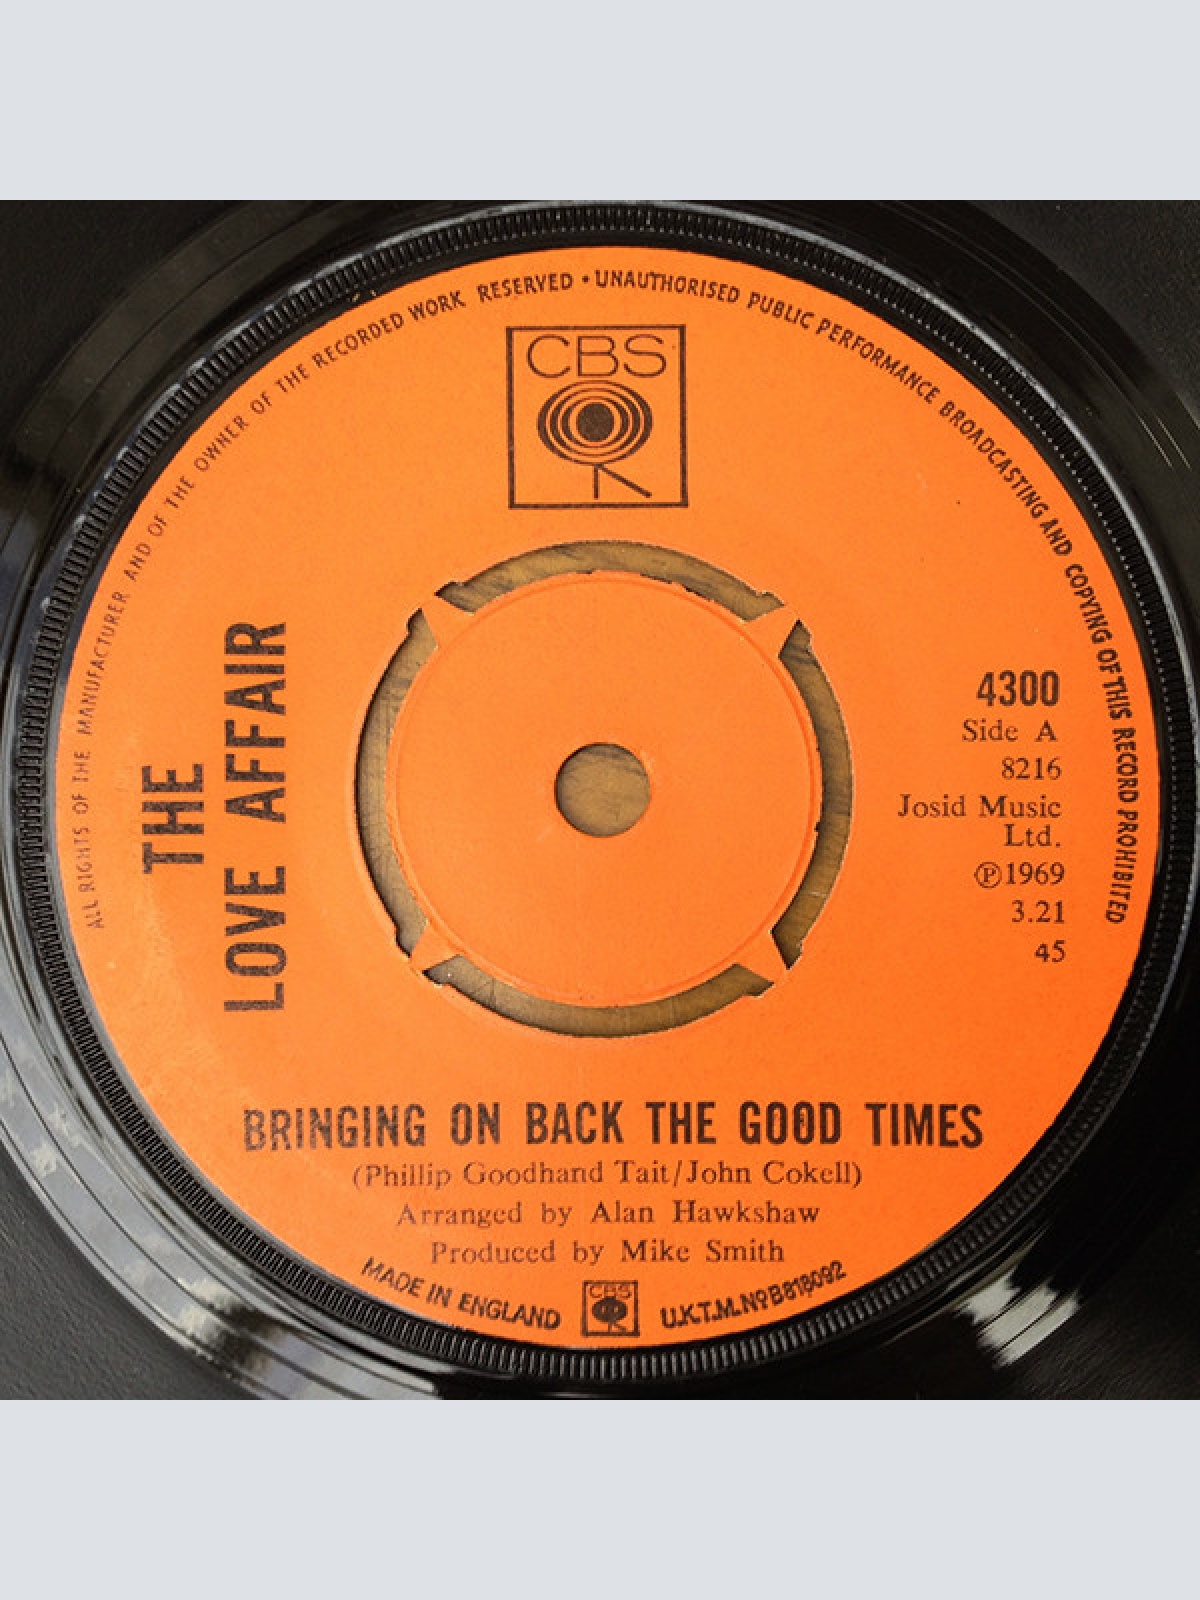 ALL RIGHTS OF THE MANUFACTURER AND OF THE OWNER OF THE RECORDED WORK RESERVED • UNAUTHORISED PUBLIC PERFORMANCE BROADCASTING AND COPYING OF THIS RECORD PROHIBITED
CBS
THE
LOVE AFFAIR
4300
Side A
8216
Josid Music
Ltd.
℗1969
3.21
45
BRINGING ON BACK THE GOOD TIMES
(Phillip Goodhand Tait/John Cokell)
Arranged by Alan Hawkshaw
Produced by Mike Smith
MADE IN ENGLAND
CBS
U.K.T.M.Nº.B818092